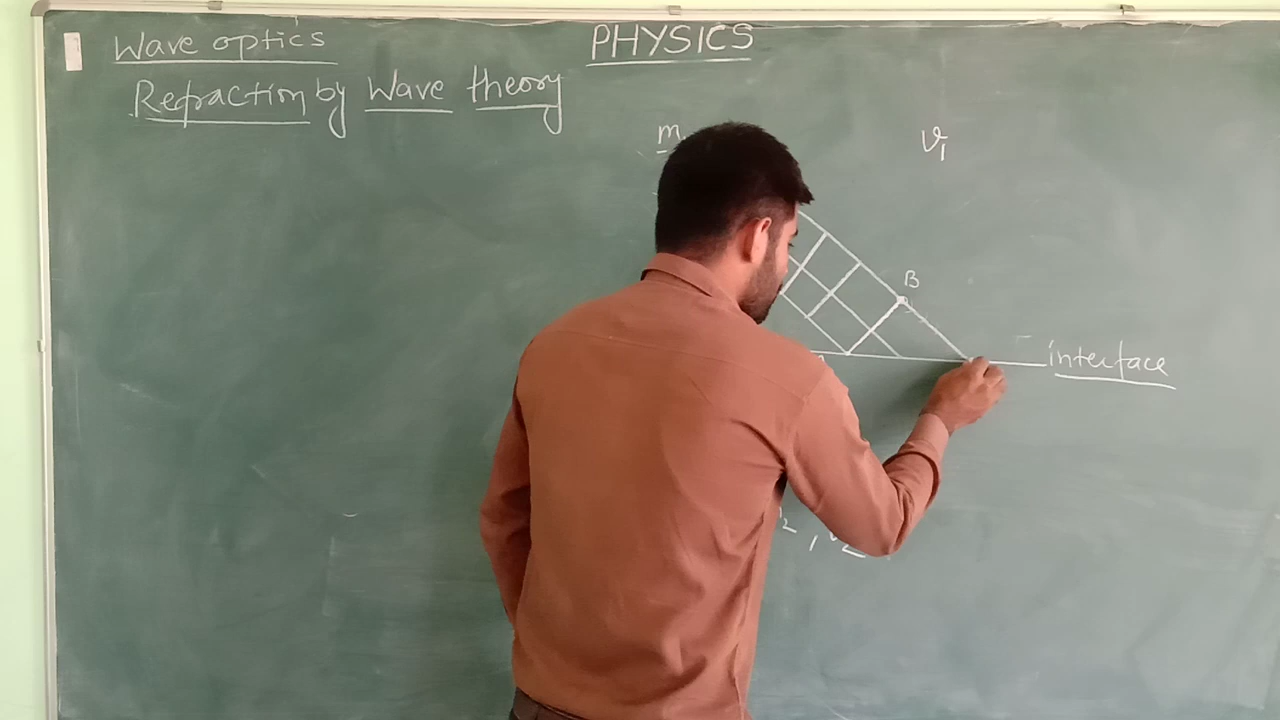 Wave optics
PHYSICS
Refraction by Wave theory
v₁
B
interface